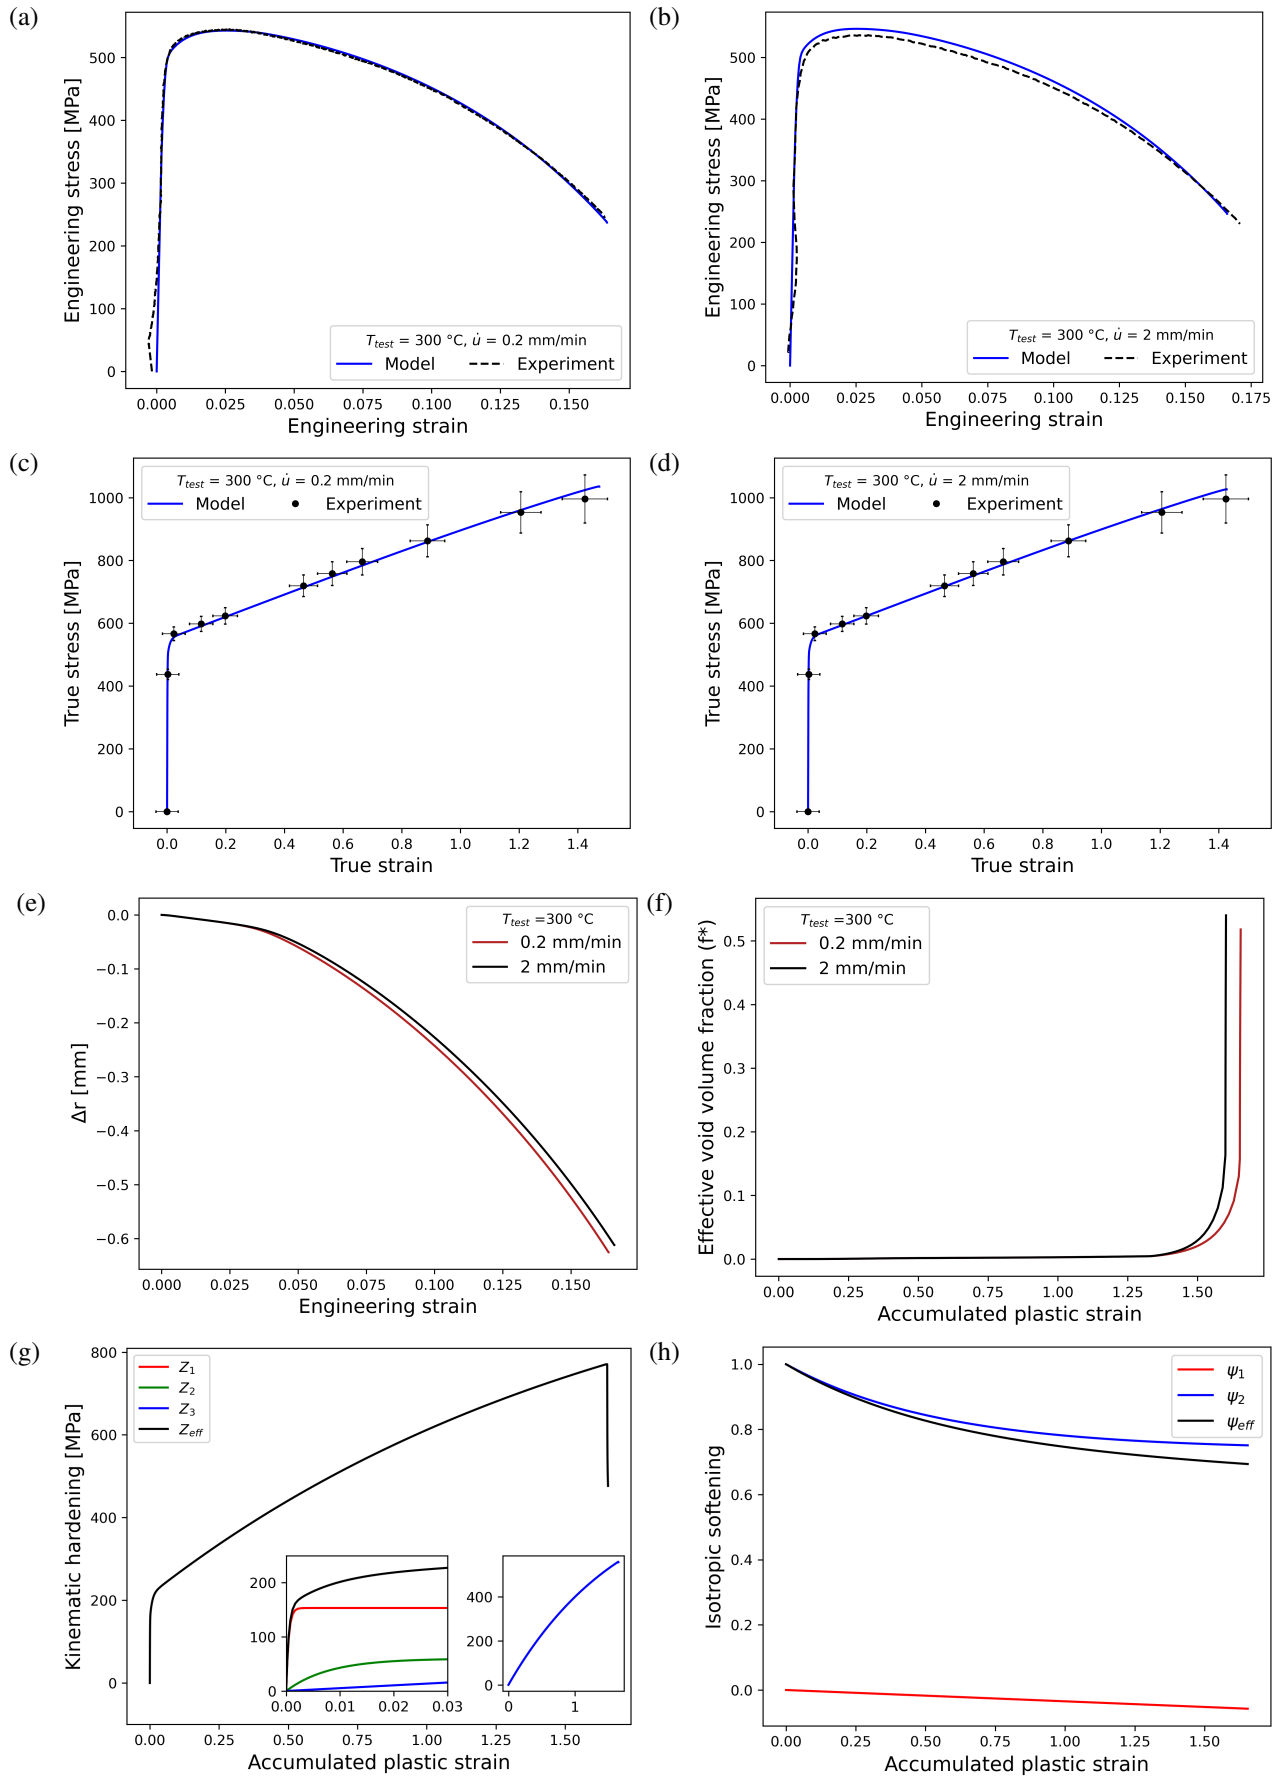 (a)
500
400
300
200
100
0
Engineering stress [MPa]
T_test = 300 °C, u̇ = 0.2 mm/min
Model Experiment
0.000 0.025 0.050 0.075 0.100 0.125 0.150
Engineering strain
(b)
500
400
300
200
100
0
Engineering stress [MPa]
T_test = 300 °C, u̇ = 2 mm/min
Model Experiment
0.000 0.025 0.050 0.075 0.100 0.125 0.150 0.175
Engineering strain
(c)
T_test = 300 °C, u̇ = 0.2 mm/min
Model Experiment
1000
800
600
400
200
0
True stress [MPa]
0.0 0.2 0.4 0.6 0.8 1.0 1.2 1.4
True strain
(d)
T_test = 300 °C, u̇ = 2 mm/min
Model Experiment
1000
800
600
400
200
0
True stress [MPa]
0.0 0.2 0.4 0.6 0.8 1.0 1.2 1.4
True strain
(e)
T_test =300 °C
0.2 mm/min
2 mm/min
0.0
−0.1
−0.2
−0.3
−0.4
−0.5
−0.6
Δr [mm]
0.000 0.025 0.050 0.075 0.100 0.125 0.150
Engineering strain
(f)
T_test =300 °C
0.2 mm/min
2 mm/min
0.5
0.4
0.3
0.2
0.1
0.0
Effective void volume fraction (f*)
0.00 0.25 0.50 0.75 1.00 1.25 1.50
Accumulated plastic strain
(g)
Z1
Z2
Z3
Zeff
800
600
400
200
0
Kinematic hardening [MPa]
200
100
0
0.00 0.01 0.02 0.03
400
200
0
0 1
0.00 0.25 0.50 0.75 1.00 1.25 1.50
Accumulated plastic strain
(h)
ψ1
ψ2
ψeff
1.0
0.8
0.6
0.4
0.2
0.0
Isotropic softening
0.00 0.25 0.50 0.75 1.00 1.25 1.50
Accumulated plastic strain